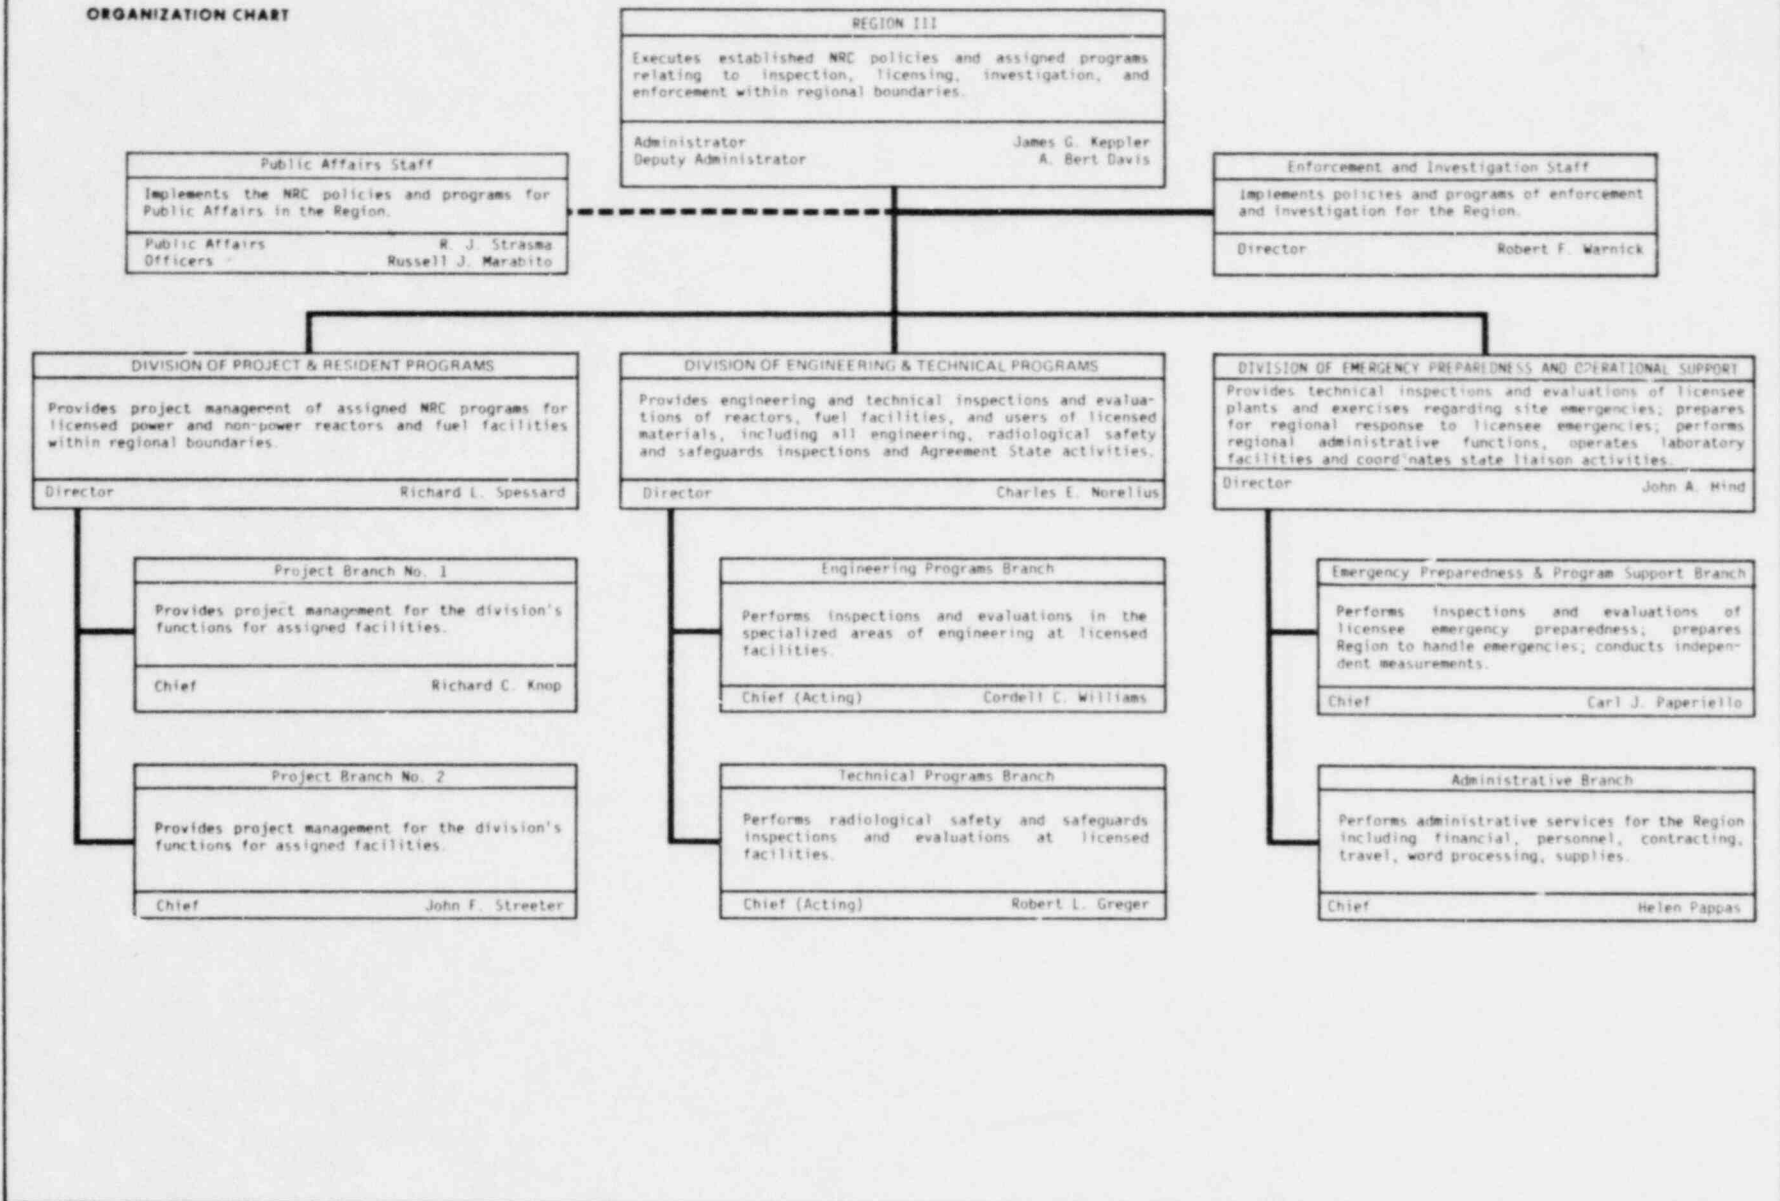 ORGANIZATION CHART
REGION III
Executes established NRC policies and assigned programs
relating to inspection, licensing, investigation, and
enforcement within regional boundaries.
Administrator James G. Keppler
Deputy Administrator A. Bert Davis
Public Affairs Staff
Implements the NRC policies and programs for
Public Affairs in the Region.
Public Affairs R. J. Strasma
Officers Russell J. Marabito
Enforcement and Investigation Staff
Implements policies and programs of enforcement
and investigation for the Region.
Director Robert F. Warnick
DIVISION OF PROJECT & RESIDENT PROGRAMS
Provides project management of assigned NRC programs for
licensed power and non-power reactors and fuel facilities
within regional boundaries.
Director Richard L. Spessard
Project Branch No. 1
Provides project management for the division's
functions for assigned facilities.
Chief Richard C. Knop
Project Branch No. 2
Provides project management for the division's
functions for assigned facilities.
Chief John F. Streeter
DIVISION OF ENGINEERING & TECHNICAL PROGRAMS
Provides engineering and technical inspections and evalua-
tions of reactors, fuel facilities, and users of licensed
materials, including all engineering, radiological safety
and safeguards inspections and Agreement State activities.
Director Charles E. Norelius
Engineering Programs Branch
Performs inspections and evaluations in the
specialized areas of engineering at licensed
facilities.
Chief (Acting) Cordell C. Williams
Technical Programs Branch
Performs radiological safety and safeguards
inspections and evaluations at licensed
facilities.
Chief (Acting) Robert L. Greger
DIVISION OF EMERGENCY PREPAREDNESS AND OPERATIONAL SUPPORT
Provides technical inspections and evaluations of licensee
plants and exercises regarding site emergencies; prepares
for regional response to licensee emergencies; performs
regional administrative functions, operates laboratory
facilities and coordinates state liaison activities.
Director John A. Hind
Emergency Preparedness & Program Support Branch
Performs inspections and evaluations of
licensee emergency preparedness; prepares
Region to handle emergencies; conducts indepen-
dent measurements.
Chief Carl J. Paperiello
Administrative Branch
Performs administrative services for the Region
including financial, personnel, contracting,
travel, word processing, supplies.
Chief Helen Pappas